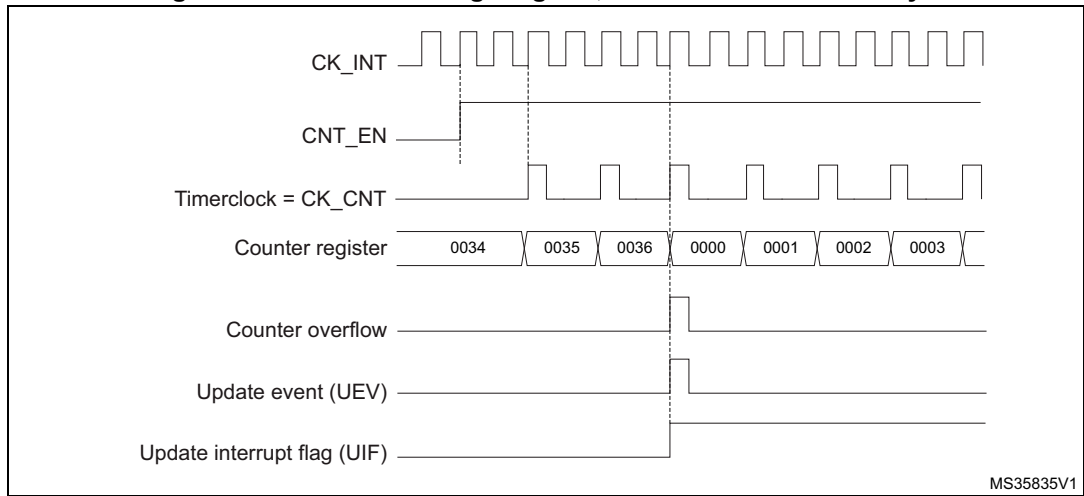 CK_INT
CNT_EN
Timerclock = CK_CNT
Counter register 0034 0035 0036 0000 0001 0002 0003
Counter overflow
Update event (UEV)
Update interrupt flag (UIF)
MS35835V1